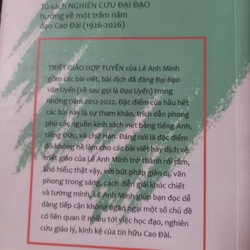 Tủ sách NGHIÊN CỨU ĐẠI ĐẠO
hướng về một trăm năm
đạo Cao Đài (1926-2026)
TRIẾT GIÁO HỢP TUYỂN của Lê Anh Minh
gồm các bài viết, bài dịch đã đăng Đại Đạo
Văn Uyển (về sau gọi là Đạo Uyển) trong
những năm 2012-2022. Đặc điểm của hầu hết
các bài này là sự tham khảo, trích dẫn phong
phú các nguồn kinh sách viết bằng tiếng Anh,
tiếng Đức, và chữ Hán. Đáng nói là đặc điểm
đó không hề làm cho các bài viết hay dịch về
triết giáo của Lê Anh Minh trở thành rối rắm,
khó hiểu; thật vậy, với bút pháp giản dị, văn
phong trong sáng, cách diễn giải khúc chiết
và tường minh, Lê Anh Minh giúp bạn đọc dễ
dàng tiếp cận không ngần ngại một số chủ đề
có liên quan ít nhiều tới việc học đạo, nghiên
cứu giáo lý, kinh kệ của tín hữu Cao Đài.